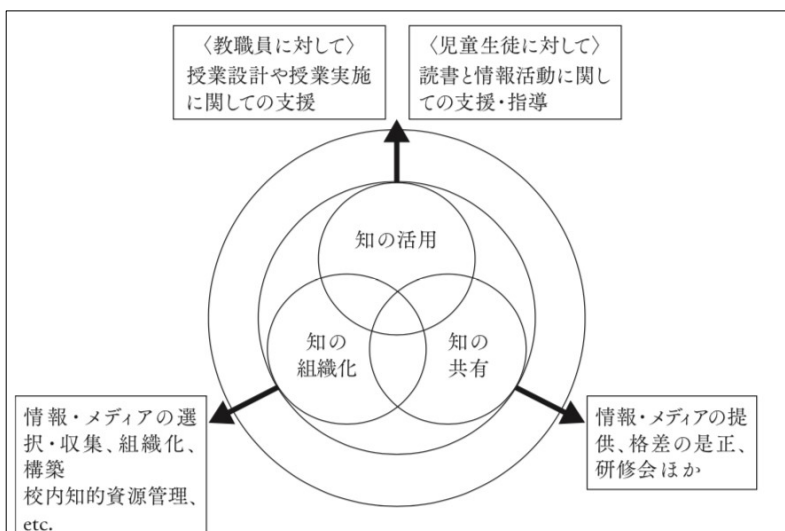 〈教職員に対して〉
授業設計や授業実施
に関しての支援
〈児童生徒に対して〉
読書と情報活動に関し
ての支援・指導
知の活用
知の
組織化
知の
共有
情報・メディアの選
択・収集、組織化、
構築
校内知的資源管理、
etc.
情報・メディアの提
供、格差の是正、
研修会ほか